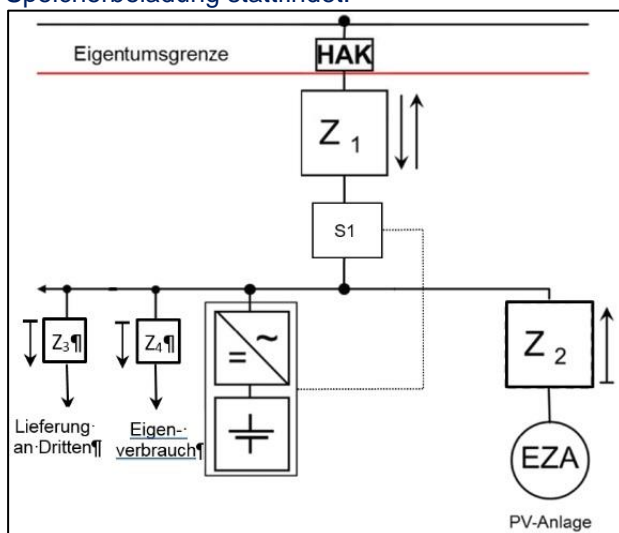 Speicherbeladung stattfindet.
Eigentumsgrenze
HAK
Z 1
S1
Z3¶
Z4¶
Z 2
=
~
Lieferung·
an·Dritten¶
Eigen-·
verbrauch¶
EZA
PV-Anlage